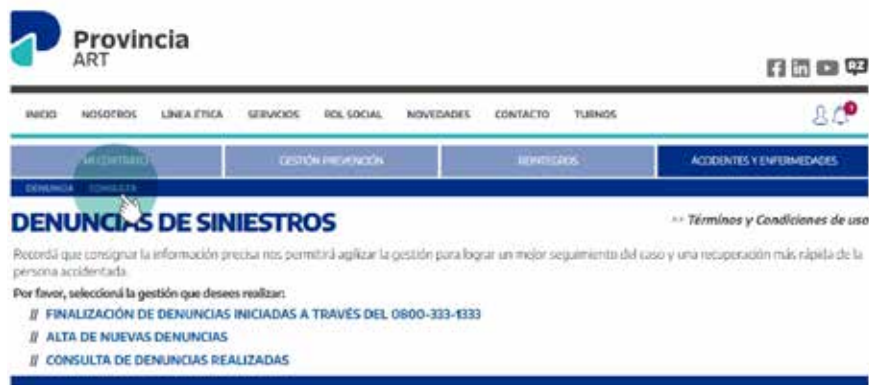 Provincia
ART
RZ
INICIO NOSOTROS LÍNEA ÉTICA SERVICIOS ROL SOCIAL NOVEDADES CONTACTO TURNOS
MI CONTRATO GESTIÓN PREVENCIÓN REINTEGROS ACCIDENTES Y ENFERMEDADES
DENUNCIA CONSULTA
DENUNCIAS DE SINIESTROS
Términos y Condiciones de uso
Recordá que consignar la información precisa nos permitirá agilizar la gestión para lograr un mejor seguimiento del caso y una recuperación más rápida de la
persona accidentada.
Por favor, seleccioná la gestión que desees realizar:
// FINALIZACIÓN DE DENUNCIAS INICIADAS A TRAVÉS DEL 0800-333-1333
// ALTA DE NUEVAS DENUNCIAS
// CONSULTA DE DENUNCIAS REALIZADAS